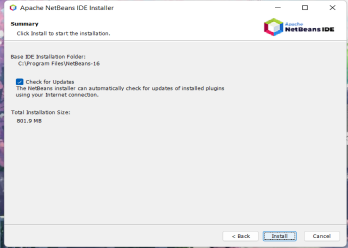 Apache NetBeans IDE Installer
Summary
Click Install to start the installation.
Apache
NetBeans IDE
Base IDE Installation Folder:
C:\Program Files\NetBeans-16
Check for Updates
The NetBeans installer can automatically check for updates of installed plugins
using your Internet connection.
Total Installation Size:
801.9 MB
< Back
Install
Cancel